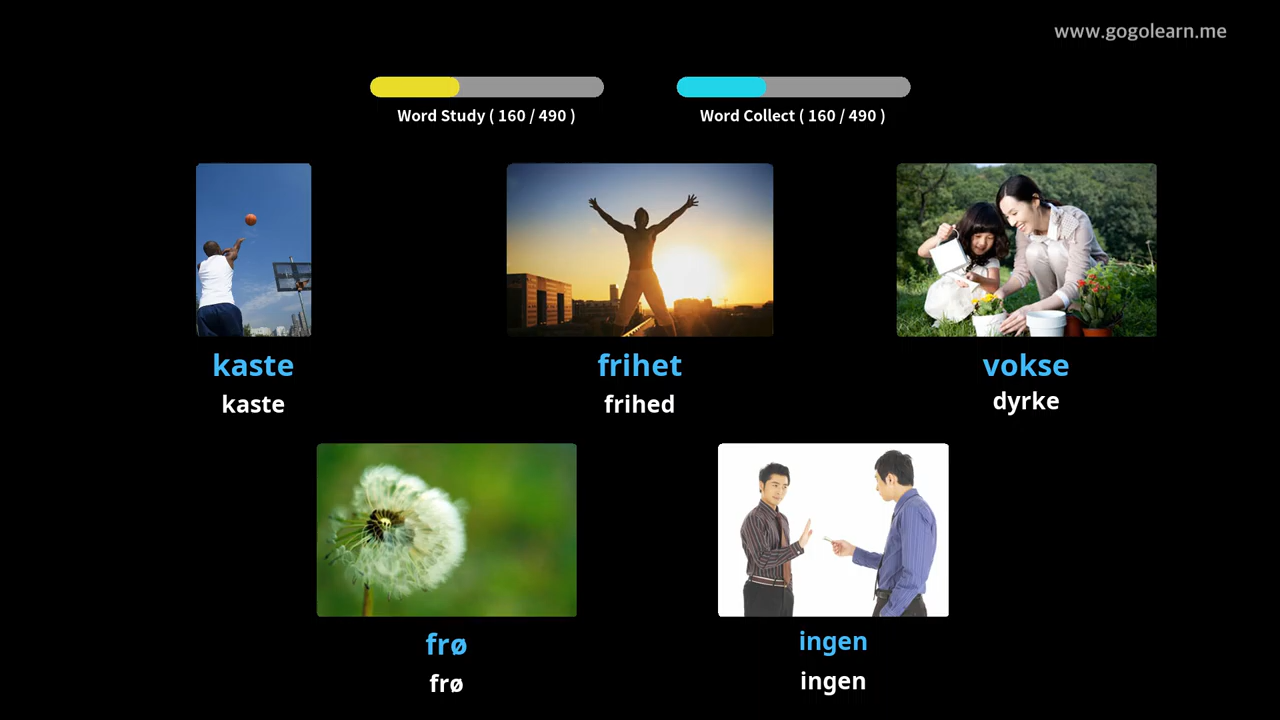 www.gogolearn.me
Word Study ( 160 / 490 )
Word Collect ( 160 / 490 )
kaste
kaste
frihet
frihed
vokse
dyrke
frø
frø
ingen
ingen